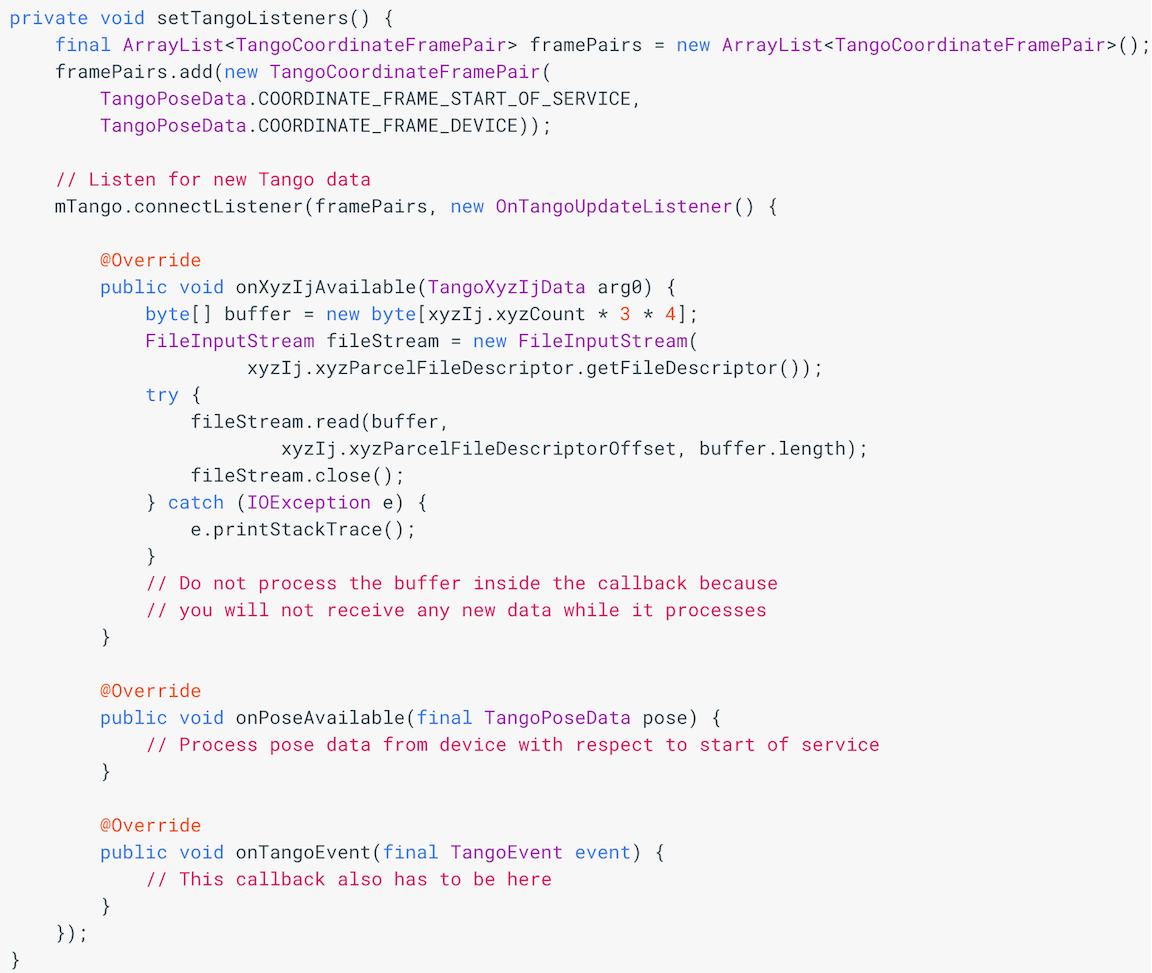 private void setTangoListeners() {
    final ArrayList<TangoCoordinateFramePair> framePairs = new ArrayList<TangoCoordinateFramePair>();
    framePairs.add(new TangoCoordinateFramePair(
        TangoPoseData.COORDINATE_FRAME_START_OF_SERVICE,
        TangoPoseData.COORDINATE_FRAME_DEVICE));

    // Listen for new Tango data
    mTango.connectListener(framePairs, new OnTangoUpdateListener() {

        @Override
        public void onXyzIjAvailable(TangoXyzIjData arg0) {
            byte[] buffer = new byte[xyzIj.xyzCount * 3 * 4];
            FileInputStream fileStream = new FileInputStream(
                     xyzIj.xyzParcelFileDescriptor.getFileDescriptor());
            try {
                fileStream.read(buffer,
                        xyzIj.xyzParcelFileDescriptorOffset, buffer.length);
                fileStream.close();
            } catch (IOException e) {
                e.printStackTrace();
            }
            // Do not process the buffer inside the callback because
            // you will not receive any new data while it processes
        }

        @Override
        public void onPoseAvailable(final TangoPoseData pose) {
            // Process pose data from device with respect to start of service
        }

        @Override
        public void onTangoEvent(final TangoEvent event) {
            // This callback also has to be here
        }
    });
}